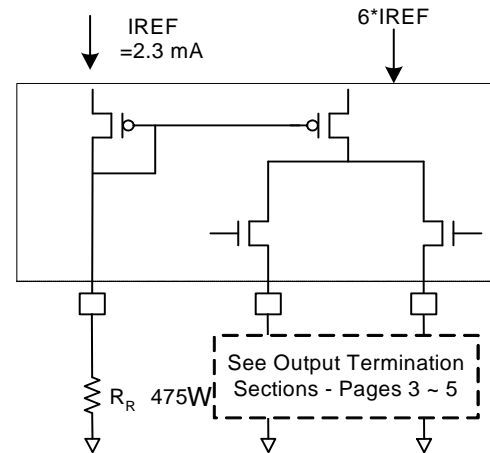 IREF
=2.3 mA
6*IREF
See Output Termination
Sections - Pages 3 ~ 5
RR 475W